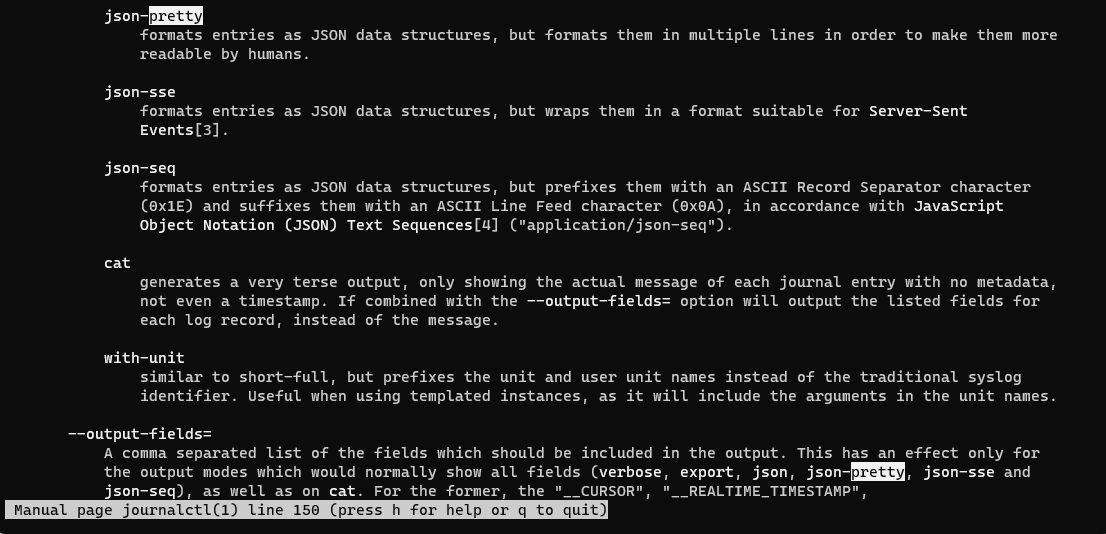 json-pretty
formats entries as JSON data structures, but formats them in multiple lines in order to make them more
readable by humans.
json-sse
formats entries as JSON data structures, but wraps them in a format suitable for Server-Sent
Events[3].
json-seq
formats entries as JSON data structures, but prefixes them with an ASCII Record Separator character
(0x1E) and suffixes them with an ASCII Line Feed character (0x0A), in accordance with JavaScript
Object Notation (JSON) Text Sequences[4] ("application/json-seq").
cat
generates a very terse output, only showing the actual message of each journal entry with no metadata,
not even a timestamp. If combined with the --output-fields= option will output the listed fields for
each log record, instead of the message.
with-unit
similar to short-full, but prefixes the unit and user unit names instead of the traditional syslog
identifier. Useful when using templated instances, as it will include the arguments in the unit names.
--output-fields=
A comma separated list of the fields which should be included in the output. This has an effect only for
the output modes which would normally show all fields (verbose, export, json, json-pretty, json-sse and
json-seq), as well as on cat. For the former, the "__CURSOR", "__REALTIME_TIMESTAMP",
Manual page journalctl(1) line 150 (press h for help or q to quit)